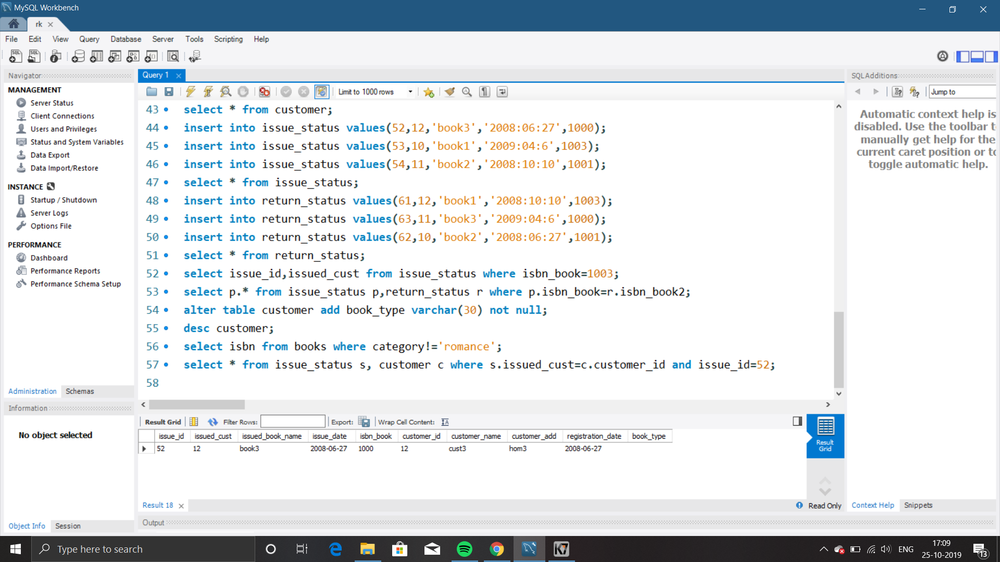 MySQL Workbench
rk
File Edit View Query Database Server Tools Scripting Help
Navigator
MANAGEMENT
Server Status
Client Connections
Users and Privileges
Status and System Variables
Data Export
Data Import/Restore
INSTANCE
Startup / Shutdown
Server Logs
Options File
PERFORMANCE
Dashboard
Performance Reports
Performance Schema Setup
Administration Schemas
Information
No object selected
Object Info Session
Query 1
Limit to 1000 rows
43 select * from customer;
44 insert into issue_status values(52,12,'book3','2008:06:27',1000);
45 insert into issue_status values(53,10,'book1','2009:04:6',1003);
46 insert into issue_status values(54,11,'book2','2008:10:10',1001);
47 select * from issue_status;
48 insert into return_status values(61,12,'book1','2008:10:10',1003);
49 insert into return_status values(63,11,'book3','2009:04:6',1000);
50 insert into return_status values(62,10,'book2','2008:06:27',1001);
51 select * from return_status;
52 select issue_id,issued_cust from issue_status where isbn_book=1003;
53 select p.* from issue_status p,return_status r where p.isbn_book=r.isbn_book2;
54 alter table customer add book_type varchar(30) not null;
55 desc customer;
56 select isbn from books where category!='romance';
57 select * from issue_status s, customer c where s.issued_cust=c.customer_id and issue_id=52;
58
Result Grid Filter Rows: Export: Wrap Cell Content:
issue_id issued_cust issued_book_name issue_date isbn_book customer_id customer_name customer_add registration_date book_type
52 12 book3 2008-06-27 1000 12 cust3 hom3 2008-06-27
Result
Grid
Result 18
Read Only
Output
SQLAdditions
Jump to
Automatic context help is
disabled. Use the toolbar t
manually get help for the
current caret position or to
toggle automatic help.
Context Help Snippets
Type here to search
ENG
17:09
25-10-2019
13